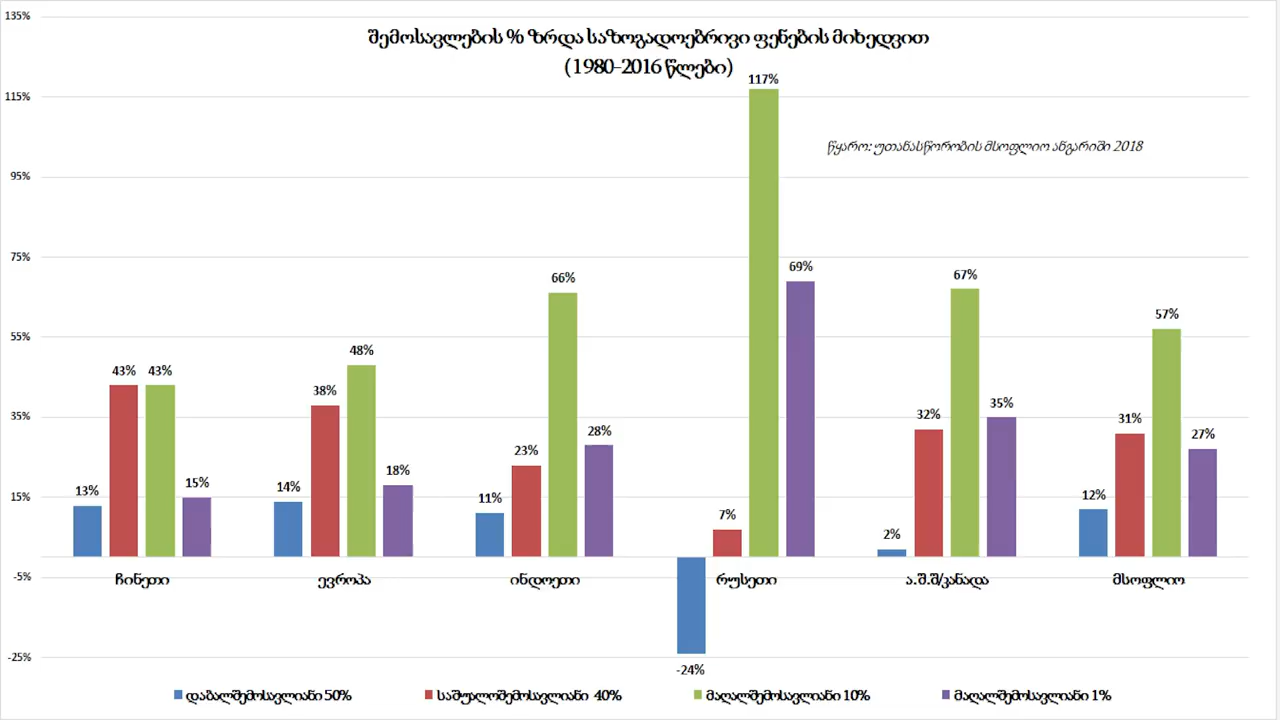 შემოსავლების % ზრდა საზოგადოებრივი ფენების მიხედვით
(1980-2016 წლები)
წყარო: უთანასწორობის მსოფლიო ანგარიში 2018
135%
115%
95%
75%
55%
35%
15%
-5%
-25%
13%
43%
43%
15%
14%
38%
48%
18%
11%
23%
66%
28%
-24%
7%
117%
69%
2%
32%
67%
35%
12%
31%
57%
27%
ჩინეთი
ევროპა
ინდოეთი
რუსეთი
ა.შ.შ/კანადა
მსოფლიო
დაბალშემოსავლიანი 50%
საშუალოშემოსავლიანი 40%
მაღალშემოსავლიანი 10%
მაღალშემოსავლიანი 1%